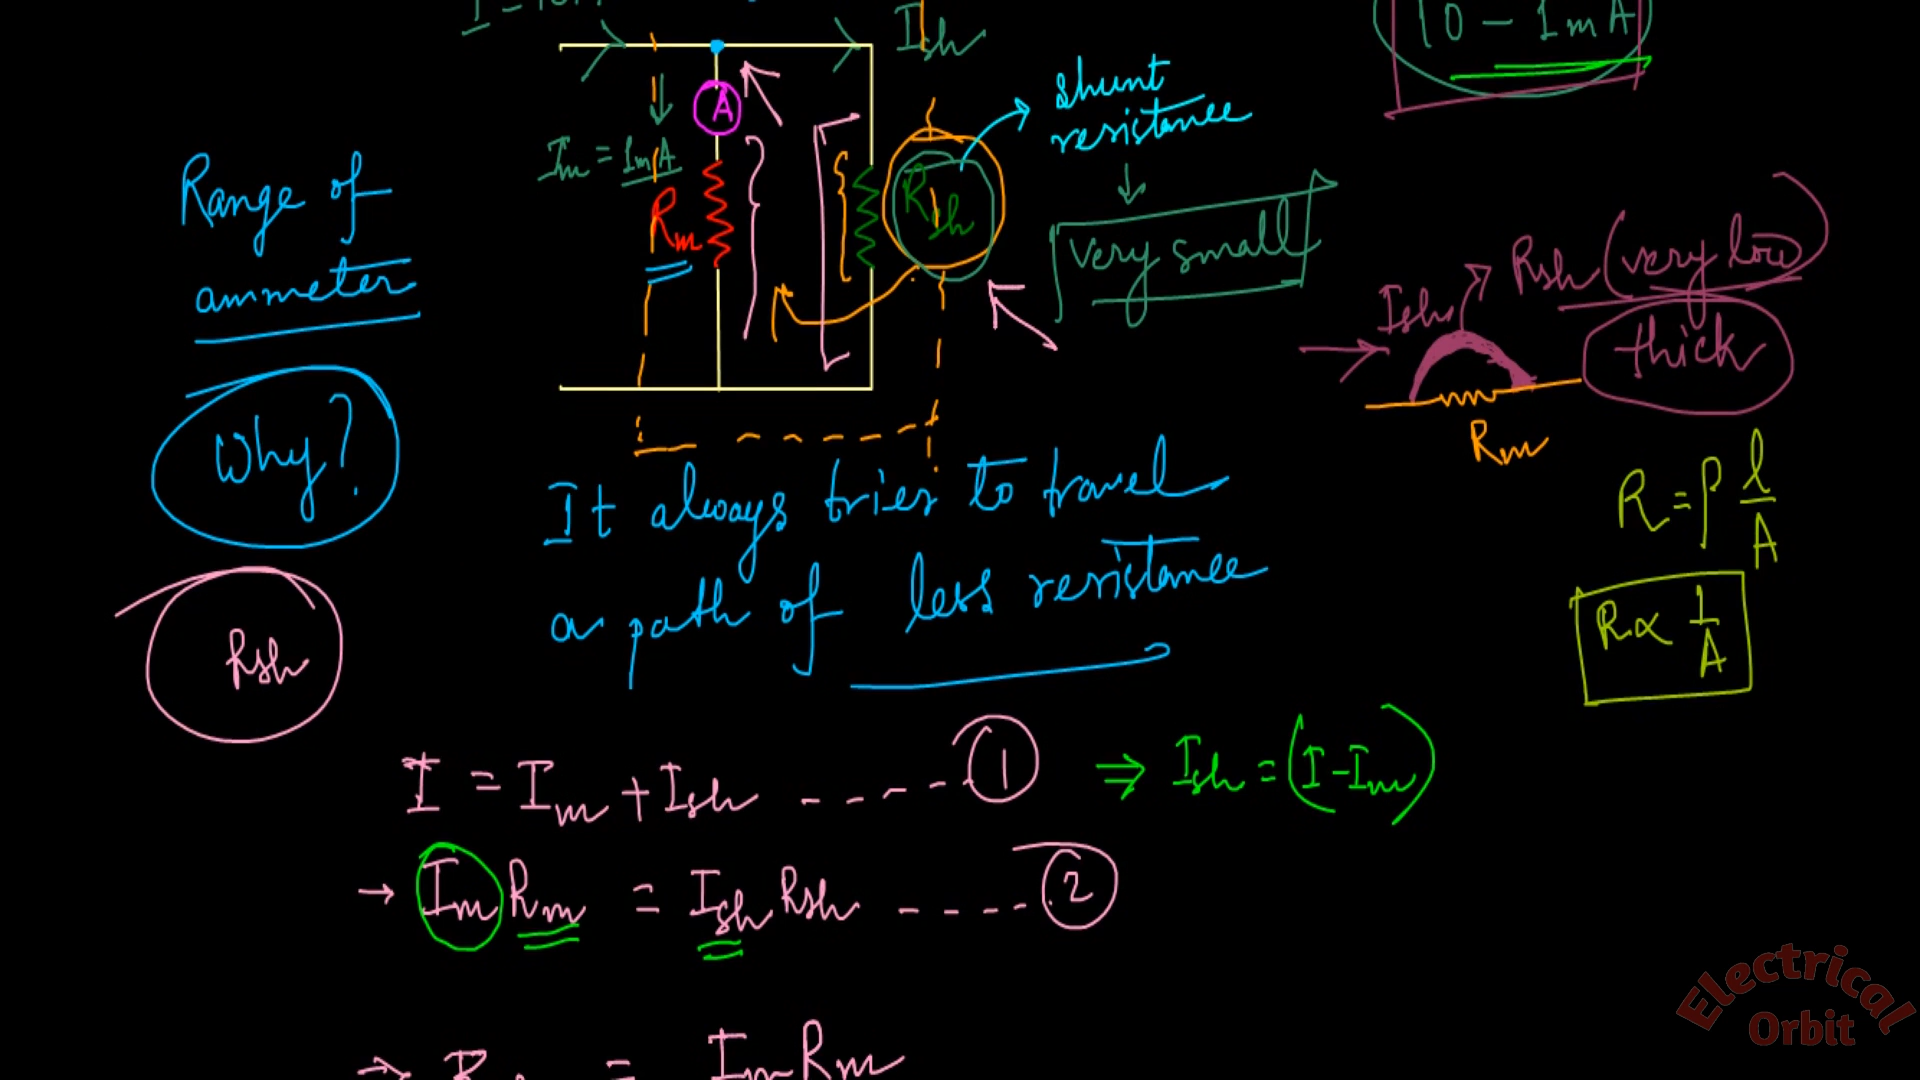 Ish
10 - 1mA
shunt
resistance
A
Im = 1mA
Range of
ammeter
Rm
Rsh
very small
Rsh (very low)
Ish
thick
Rm
Why?
It always tries to travel
a path of less resistance
R = ρ l/A
R ∝ 1/A
Rsh
I = Im + Ish ----- ①
⇒ Ish = (I - Im)
→ Im Rm = Ish Rsh ---- ②
Im Rm
Electrical
Orbit